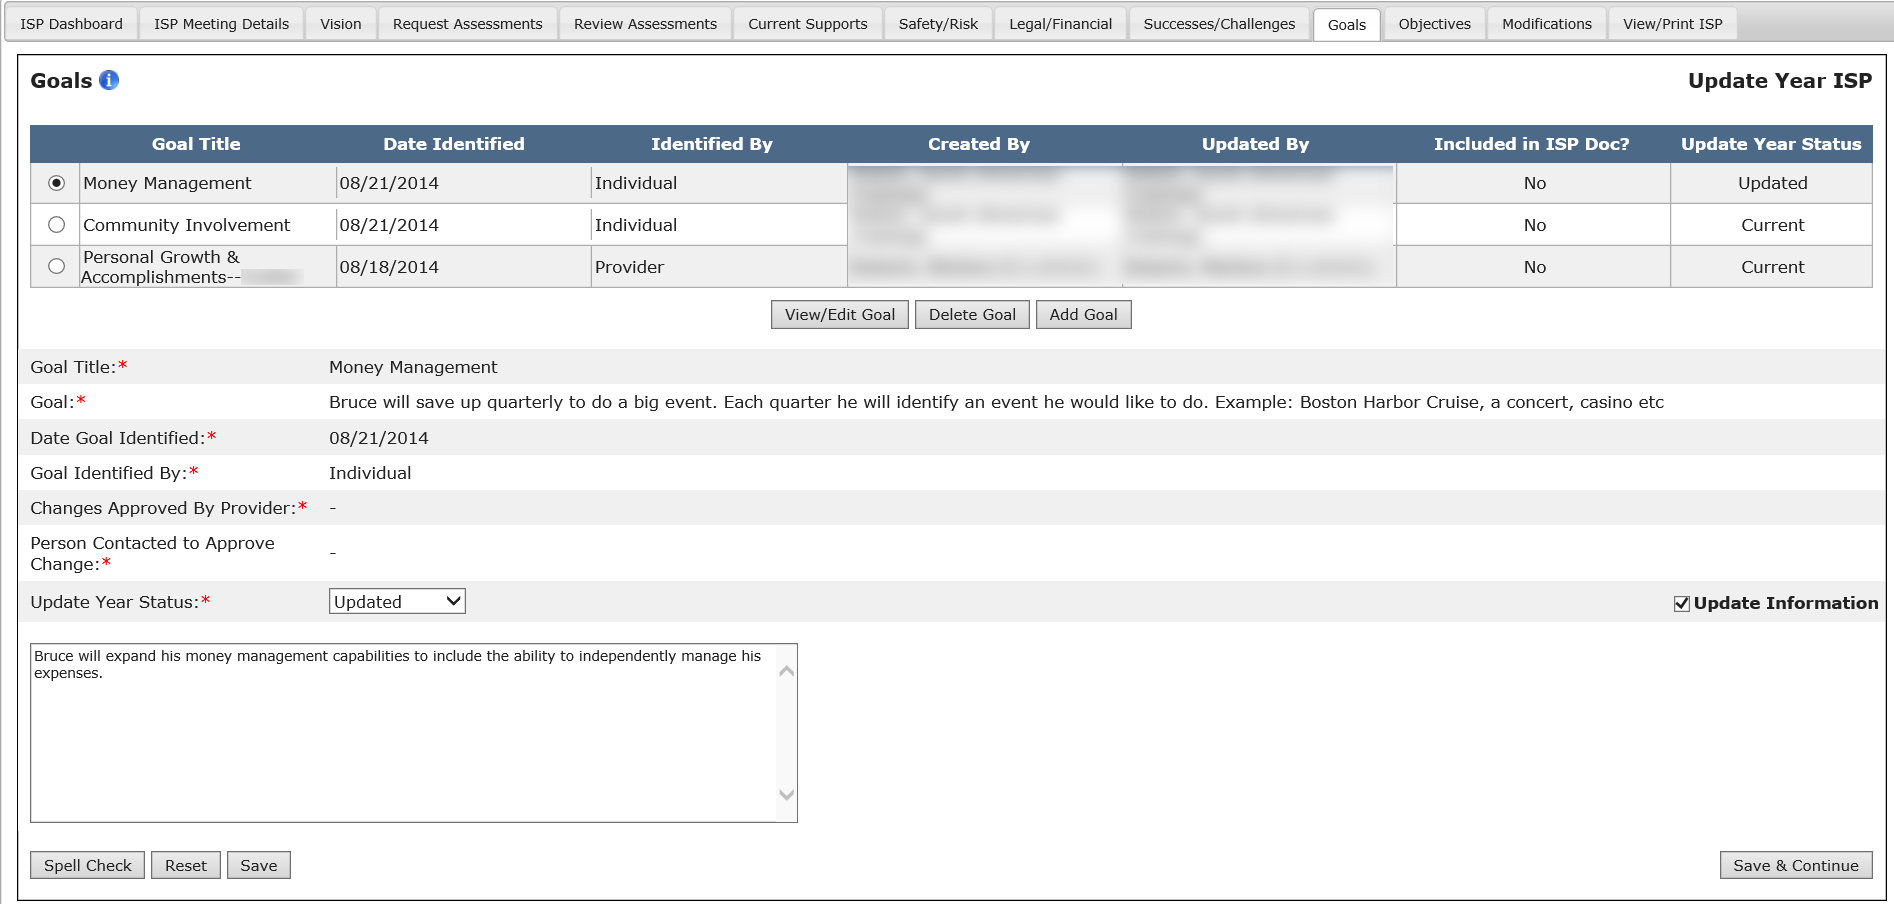 ISP Dashboard ISP Meeting Details Vision Request Assessments Review Assessments Current Supports Safety/Risk Legal/Financial Successes/Challenges Goals Objectives Modifications View/Print ISP
Goals i Update Year ISP
Goal Title Date Identified Identified By Created By Updated By Included in ISP Doc? Update Year Status
Money Management 08/21/2014 Individual No Updated
Community Involvement 08/21/2014 Individual No Current
Personal Growth &
Accomplishments-- 08/18/2014 Provider No Current
View/Edit Goal Delete Goal Add Goal
Goal Title:* Money Management
Goal:* Bruce will save up quarterly to do a big event. Each quarter he will identify an event he would like to do. Example: Boston Harbor Cruise, a concert, casino etc
Date Goal Identified:* 08/21/2014
Goal Identified By:* Individual
Changes Approved By Provider:* -
Person Contacted to Approve
Change:* -
Update Year Status:* Updated Update Information
Bruce will expand his money management capabilities to include the ability to independently manage his
expenses.
Spell Check Reset Save Save & Continue